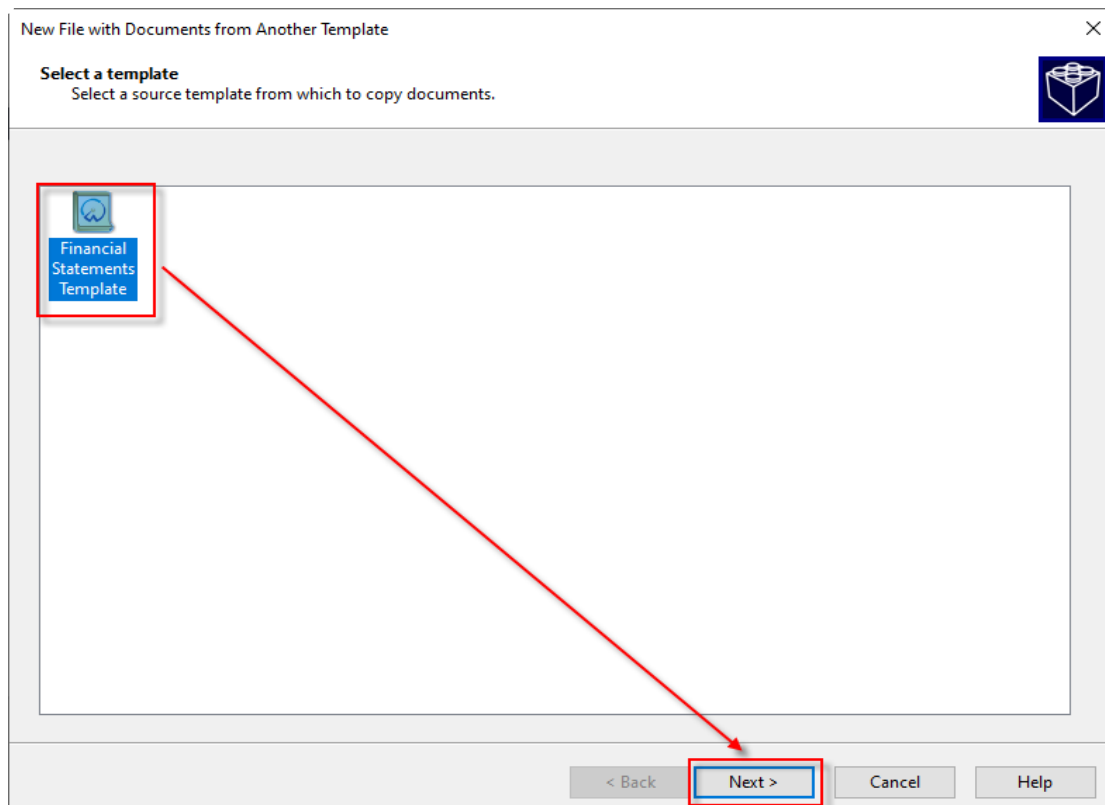 New File with Documents from Another Template
Select a template
Select a source template from which to copy documents.
Financial
Statements
Template
< Back
Next >
Cancel
Help